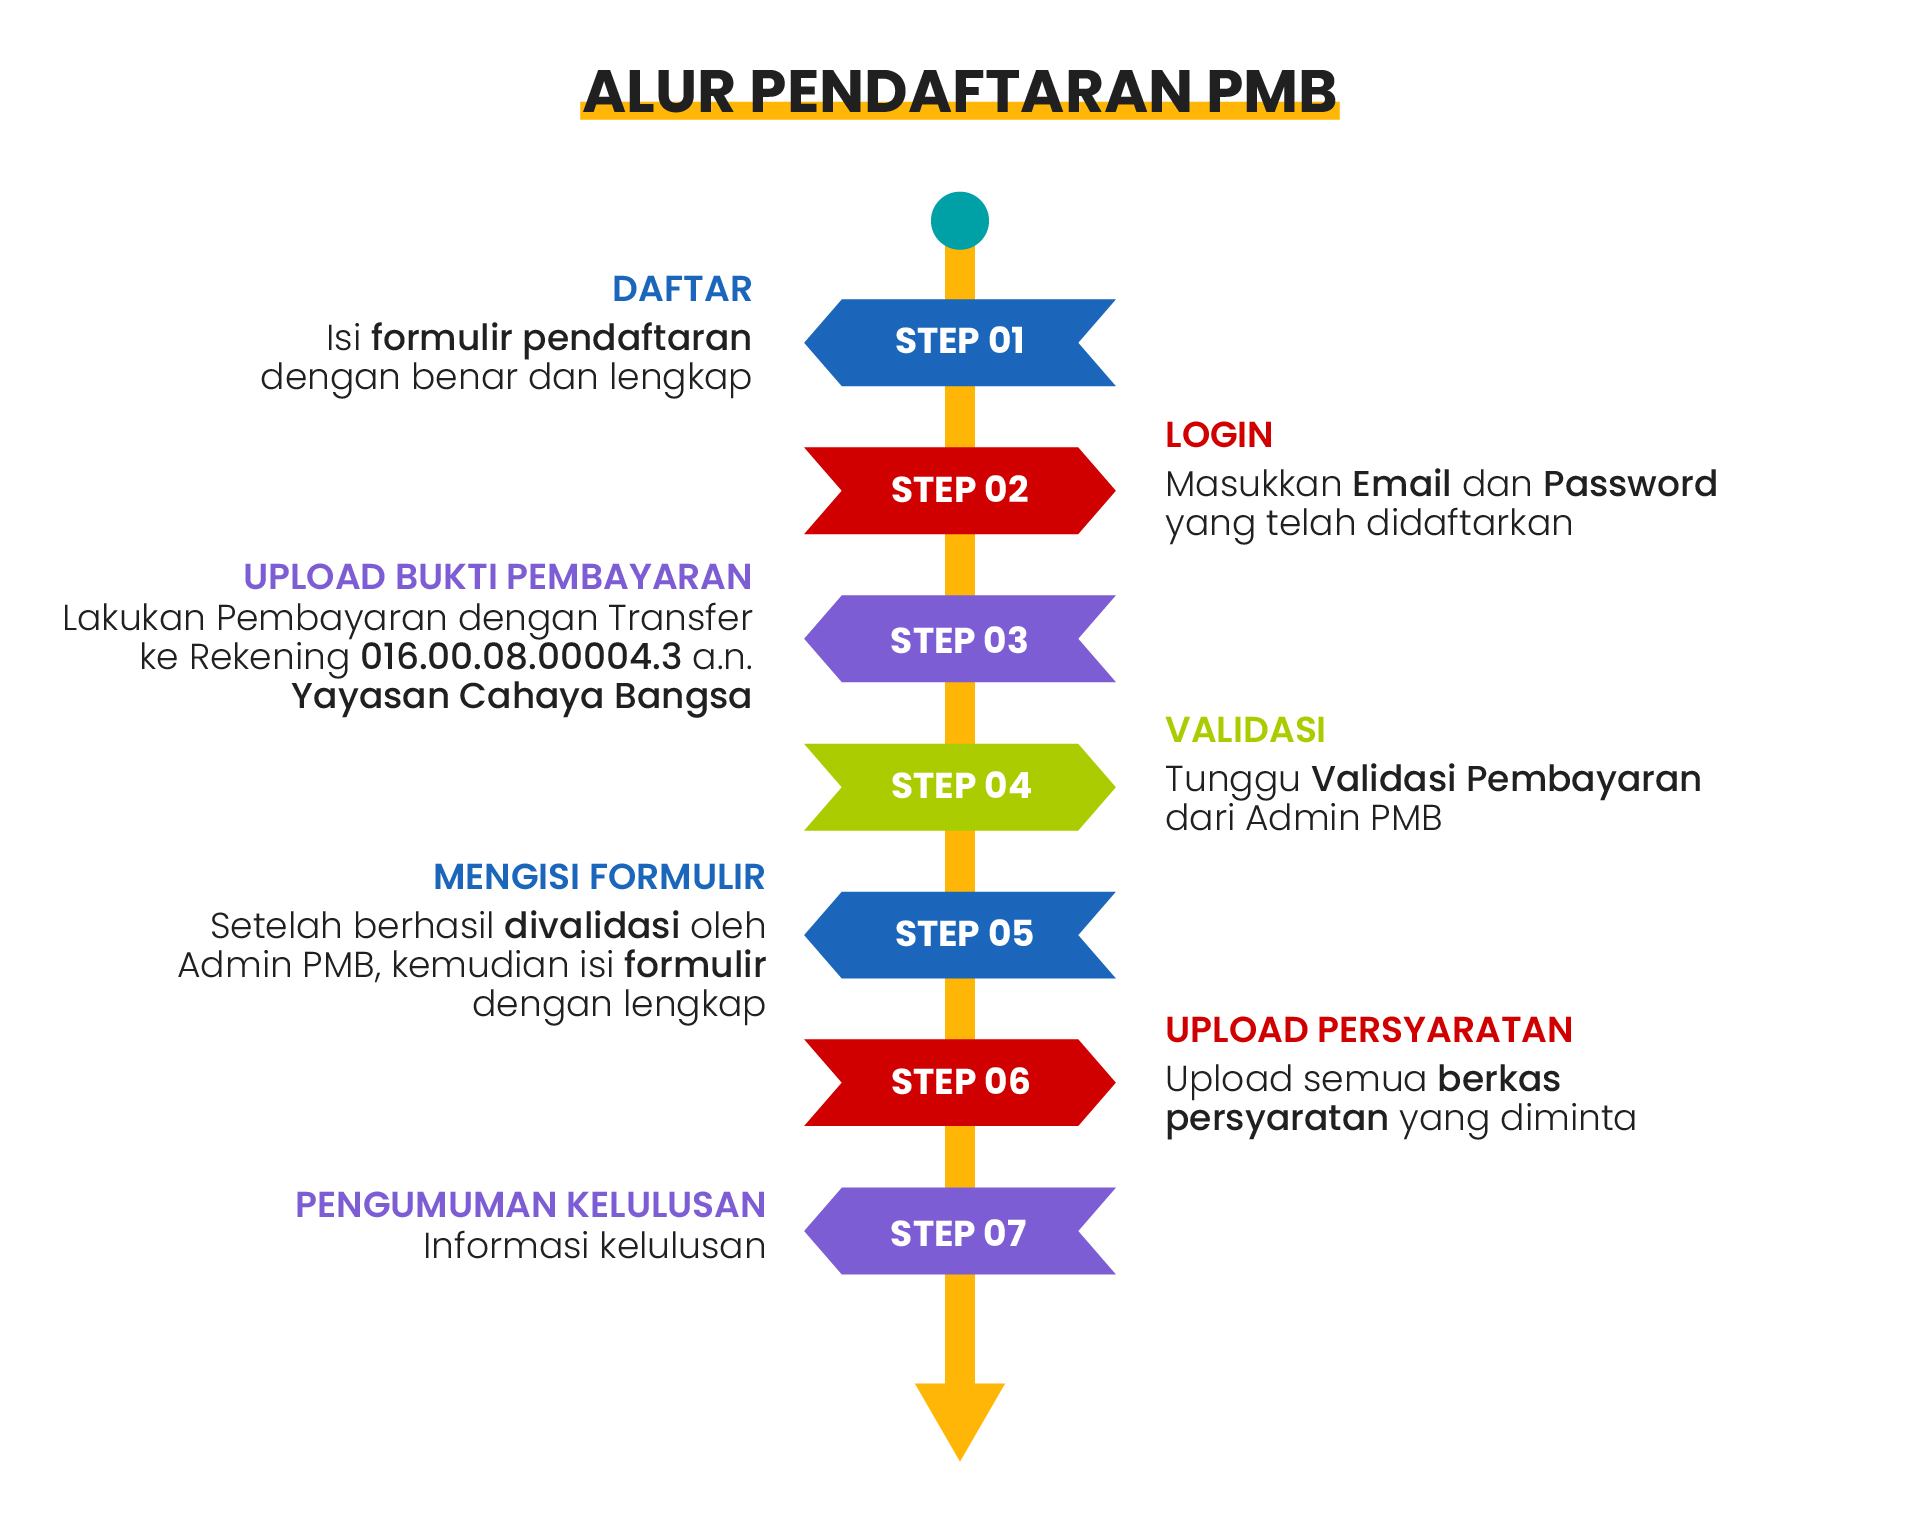 ALUR PENDAFTARAN PMB
DAFTAR
Isi formulir pendaftaran
dengan benar dan lengkap
STEP 01
LOGIN
Masukkan Email dan Password
yang telah didaftarkan
STEP 02
UPLOAD BUKTI PEMBAYARAN
Lakukan Pembayaran dengan Transfer
ke Rekening 016.00.08.00004.3 a.n.
Yayasan Cahaya Bangsa
STEP 03
VALIDASI
Tunggu Validasi Pembayaran
dari Admin PMB
STEP 04
MENGISI FORMULIR
Setelah berhasil divalidasi oleh
Admin PMB, kemudian isi formulir
dengan lengkap
STEP 05
UPLOAD PERSYARATAN
Upload semua berkas
persyaratan yang diminta
STEP 06
PENGUMUMAN KELULUSAN
Informasi kelulusan
STEP 07